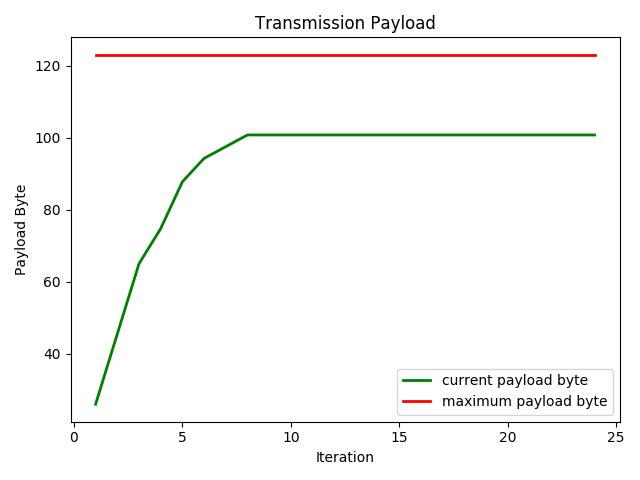 Transmission Payload
120
100
80
60
40
Payload Byte
current payload byte
maximum payload byte
0 5 10 15 20 25
Iteration